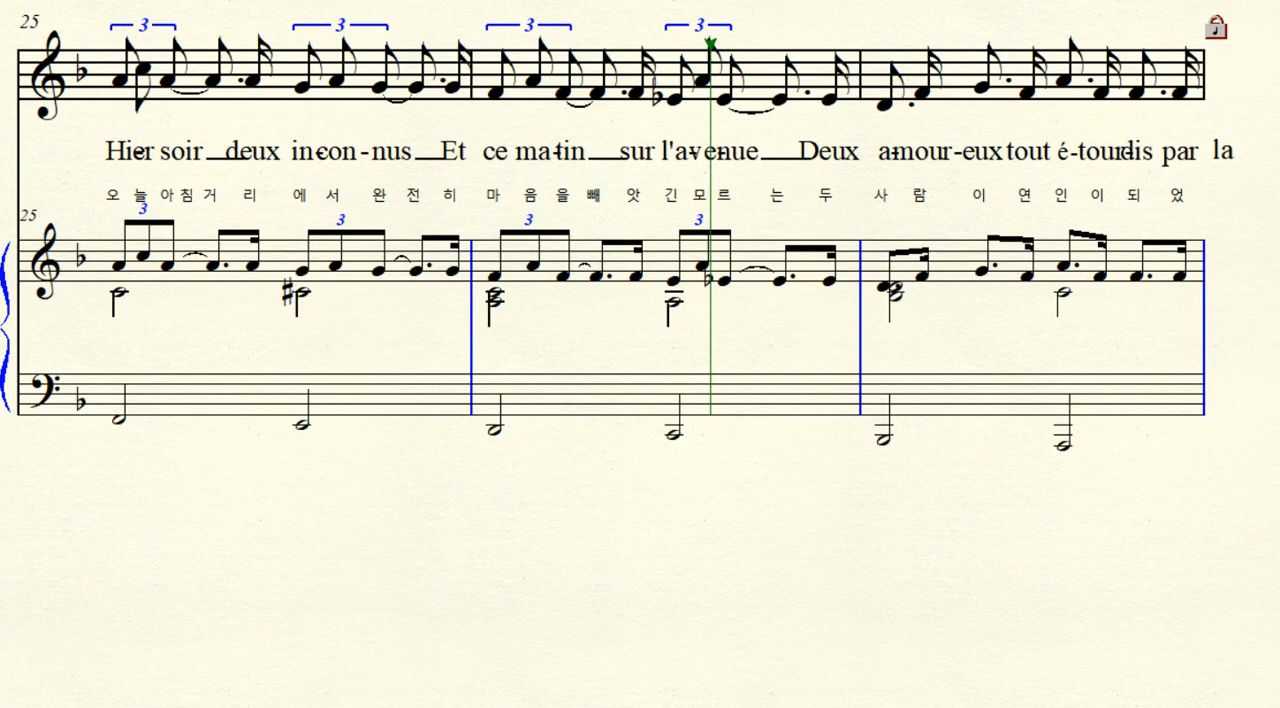 25
3 3 3 3
Hier soir deux in-con-nus Et ce ma-tin sur l'av-e-nue Deux a-mour-eux tout é-tour-dis par la
오 늘 아 침 거 리 에 서 완 전 히 마 음 을 빼 앗 긴 모 르 는 두 사 람 이 연 인 이 되 었
25
3 3 3 3